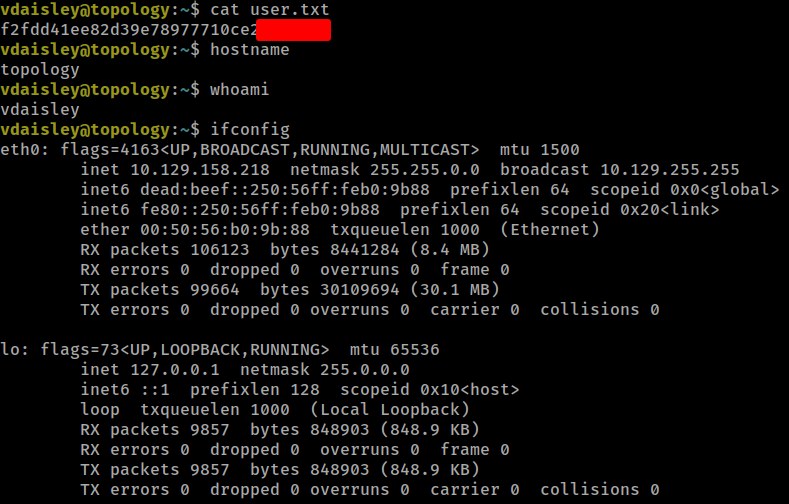 vdaisley@topology:~$ cat user.txt
f2fdd41ee82d39e78977710ce2
vdaisley@topology:~$ hostname
topology
vdaisley@topology:~$ whoami
vdaisley
vdaisley@topology:~$ ifconfig
eth0: flags=4163<UP,BROADCAST,RUNNING,MULTICAST>  mtu 1500
        inet 10.129.158.218  netmask 255.255.0.0  broadcast 10.129.255.255
        inet6 dead:beef::250:56ff:feb0:9b88  prefixlen 64  scopeid 0x0<global>
        inet6 fe80::250:56ff:feb0:9b88  prefixlen 64  scopeid 0x20<link>
        ether 00:50:56:b0:9b:88  txqueuelen 1000  (Ethernet)
        RX packets 106123  bytes 8441284 (8.4 MB)
        RX errors 0  dropped 0  overruns 0  frame 0
        TX packets 99664  bytes 30109694 (30.1 MB)
        TX errors 0  dropped 0 overruns 0  carrier 0  collisions 0

lo: flags=73<UP,LOOPBACK,RUNNING>  mtu 65536
        inet 127.0.0.1  netmask 255.0.0.0
        inet6 ::1  prefixlen 128  scopeid 0x10<host>
        loop  txqueuelen 1000  (Local Loopback)
        RX packets 9857  bytes 848903 (848.9 KB)
        RX errors 0  dropped 0  overruns 0  frame 0
        TX packets 9857  bytes 848903 (848.9 KB)
        TX errors 0  dropped 0 overruns 0  carrier 0  collisions 0